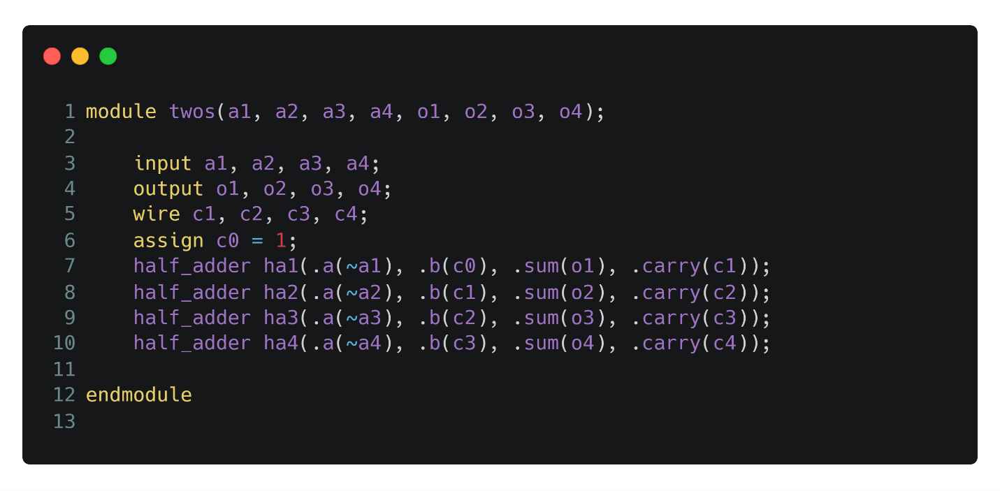 1 module twos(a1, a2, a3, a4, o1, o2, o3, o4);
2
3     input a1, a2, a3, a4;
4     output o1, o2, o3, o4;
5     wire c1, c2, c3, c4;
6     assign c0 = 1;
7     half_adder ha1(.a(~a1), .b(c0), .sum(o1), .carry(c1));
8     half_adder ha2(.a(~a2), .b(c1), .sum(o2), .carry(c2));
9     half_adder ha3(.a(~a3), .b(c2), .sum(o3), .carry(c3));
10     half_adder ha4(.a(~a4), .b(c3), .sum(o4), .carry(c4));
11
12 endmodule
13